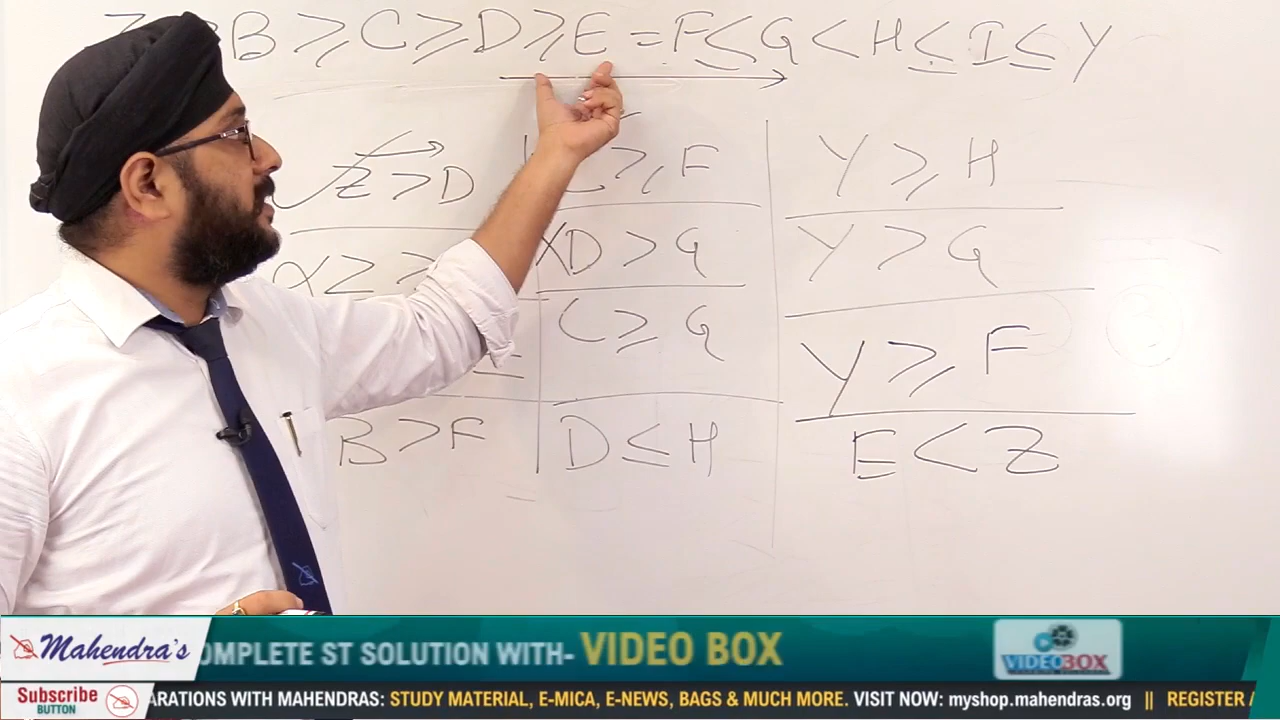 B ≥ C ≥ D ≥ E = F ≤ G < H ≤ I ≤ Y
Z > D
≥ F
Y ≥ H
D > G
Y > G
C ≥ G
Y ≥ F
B > F
D ≤ H
E < Z
Mahendra's
OMPLETE ST SOLUTION WITH- VIDEO BOX
VIDEOBOX
Subscribe
BUTTON
ARATIONS WITH MAHENDRAS: STUDY MATERIAL, E-MICA, E-NEWS, BAGS & MUCH MORE. VISIT NOW: myshop.mahendras.org || REGISTER